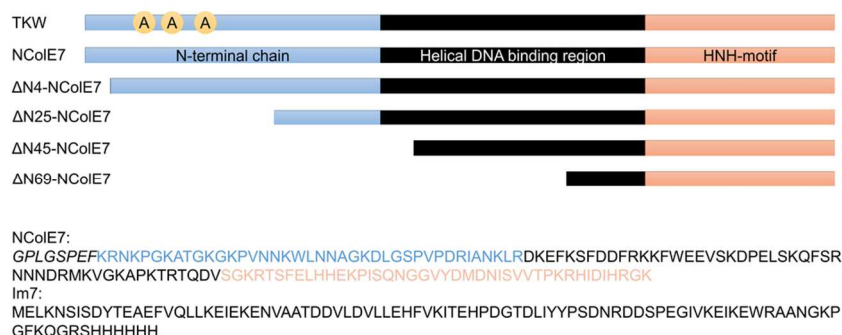 TKW A A A
NColE7 N-terminal chain Helical DNA binding region HNH-motif
ΔN4-NColE7
ΔN25-NColE7
ΔN45-NColE7
ΔN69-NColE7
NColE7:
GPLGSPEFKRNKPGKATGKGKPVNNKWLNNAGKDLGSPVPDRIANKLRDKEFKSFDDFRKKFWEEVSKDPELSKQFSR
NNNDRMKVGKAPKTRTQDVSGKRTSFELHHEKPISQNGGVYDMDNISVVTPKRHIDIHRGK
Im7:
MELKNSISDYTEAEFVQLLKEIEKENVAATDDVLDVLLEHFVKITEHPDGTDLIYYPSDNRDDSPEGIVKEIKEWRAANGKP
GFKQGRSHHHHHH